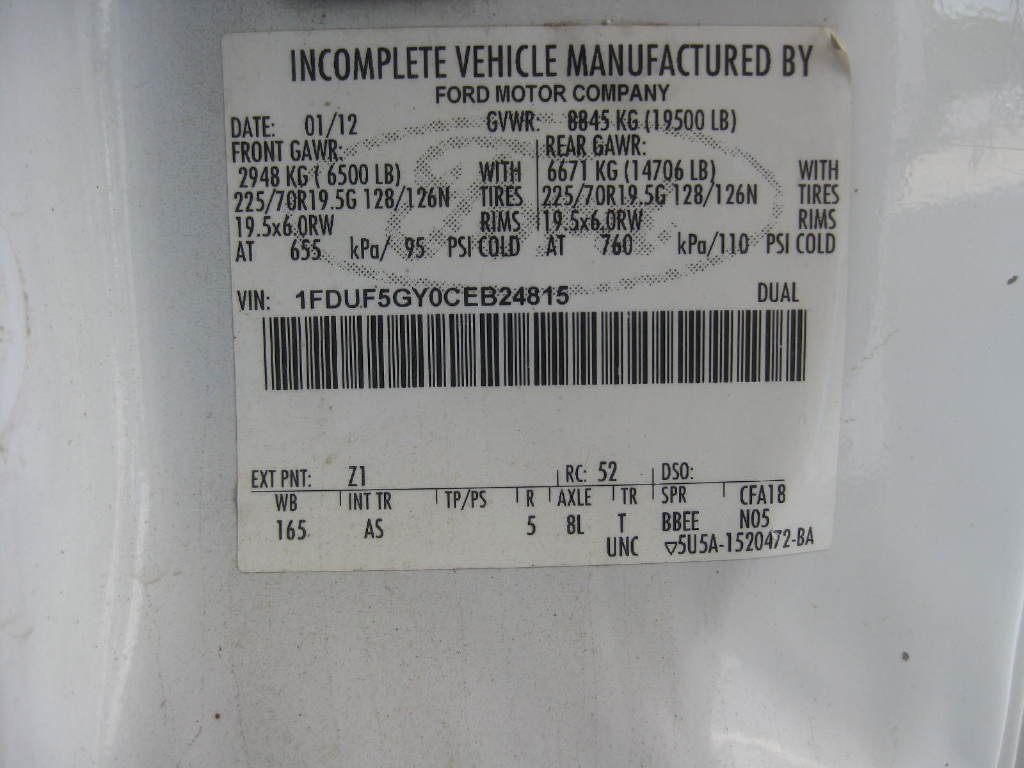 INCOMPLETE VEHICLE MANUFACTURED BY
FORD MOTOR COMPANY
DATE: 01/12 GVWR: 8845 KG (19500 LB)
FRONT GAWR: REAR GAWR:
2948 KG ( 6500 LB) WITH 6671 KG (14706 LB) WITH
225/70R19.5G 128/126N TIRES 225/70R19.5G 128/126N TIRES
19.5x6.0RW RIMS 19.5x6.0RW RIMS
AT 655 kPa/ 95 PSI COLD AT 760 kPa/110 PSI COLD
VIN: 1FDUF5GY0CEB24815 DUAL
EXT PNT: Z1 RC: 52 DSO:
WB INT TR TP/PS R AXLE TR SPR CFA18
165 AS 5 8L T BBEE N05
UNC ▽5U5A-1520472-BA